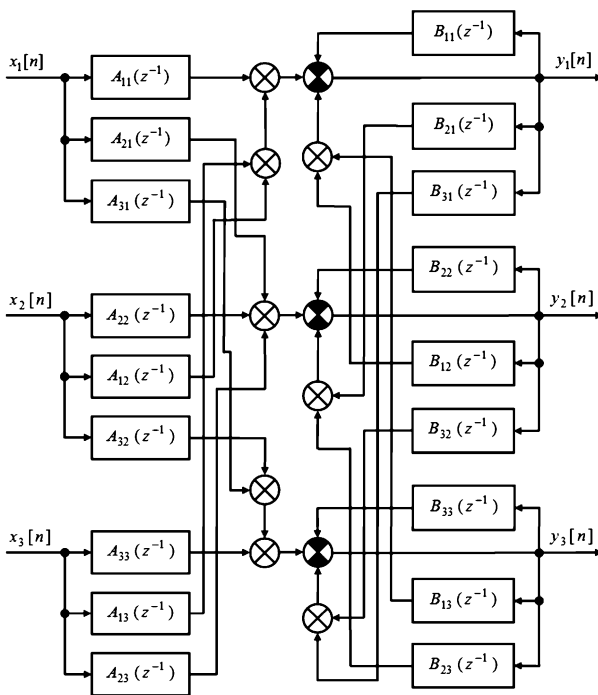 x₁[n]
A₁₁(z⁻¹)
A₂₁(z⁻¹)
A₃₁(z⁻¹)
B₁₁(z⁻¹)
y₁[n]
B₂₁(z⁻¹)
B₃₁(z⁻¹)
x₂[n]
A₂₂(z⁻¹)
A₁₂(z⁻¹)
A₃₂(z⁻¹)
B₂₂(z⁻¹)
y₂[n]
B₁₂(z⁻¹)
B₃₂(z⁻¹)
x₃[n]
A₃₃(z⁻¹)
A₁₃(z⁻¹)
A₂₃(z⁻¹)
B₃₃(z⁻¹)
y₃[n]
B₁₃(z⁻¹)
B₂₃(z⁻¹)